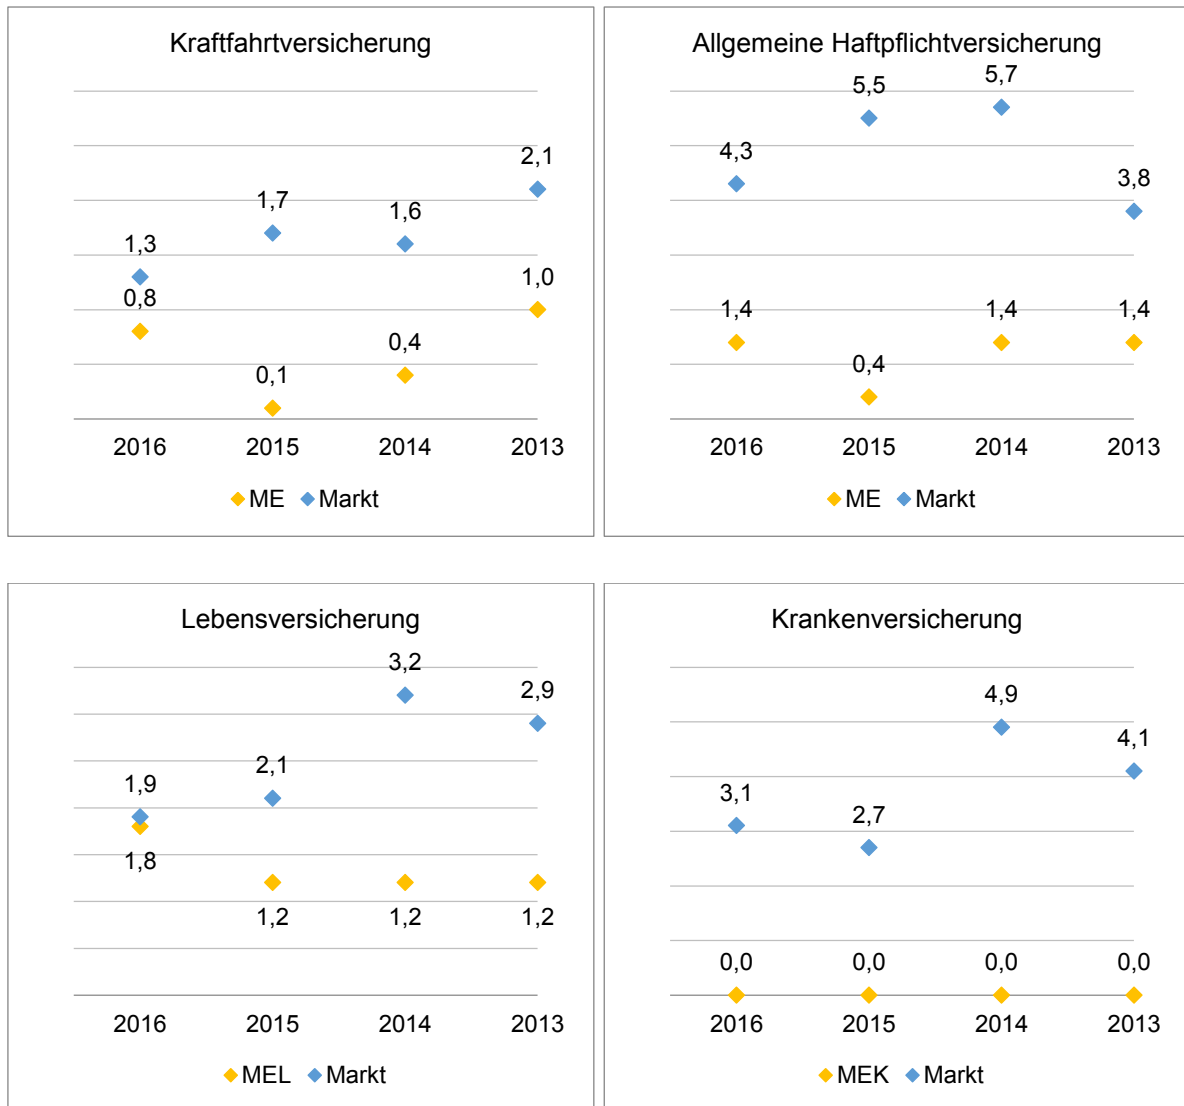 Kraftfahrtversicherung
2,1
1,7
1,6
1,3
1,0
0,8
0,4
0,1
2016 2015 2014 2013
ME Markt
Allgemeine Haftpflichtversicherung
5,7
5,5
4,3
3,8
1,4 1,4 1,4
0,4
2016 2015 2014 2013
ME Markt
Lebensversicherung
3,2
2,9
2,1
1,9
1,8
1,2 1,2 1,2
2016 2015 2014 2013
MEL Markt
Krankenversicherung
4,9
4,1
3,1
2,7
0,0 0,0 0,0 0,0
2016 2015 2014 2013
MEK Markt